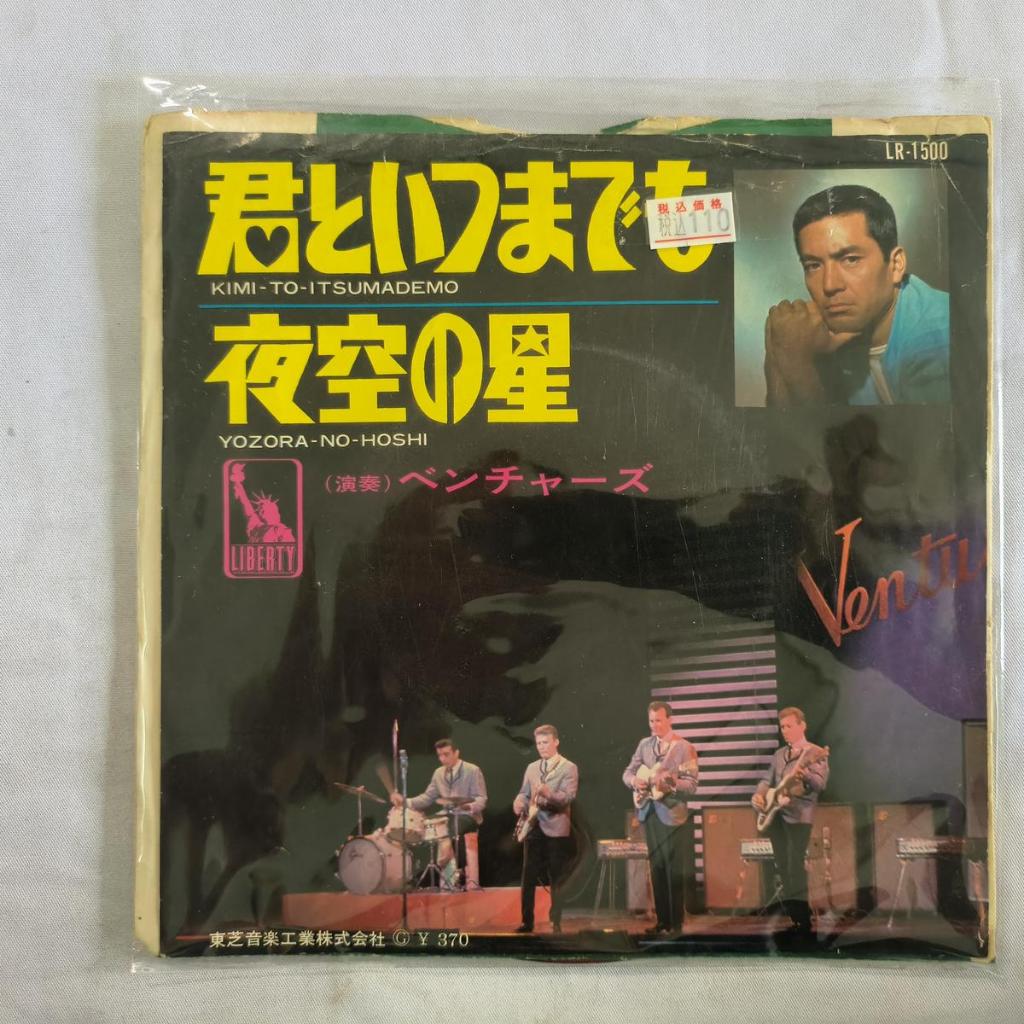 LR-1500
君といつまでも
税込価格
税込110
KIMI-TO-ITSUMADEMO
夜空の星
YOZORA-NO-HOSHI
(演奏) ベンチャーズ
LIBERTY
Ventu
東芝音楽工業株式会社 Ⓖ ¥ 370